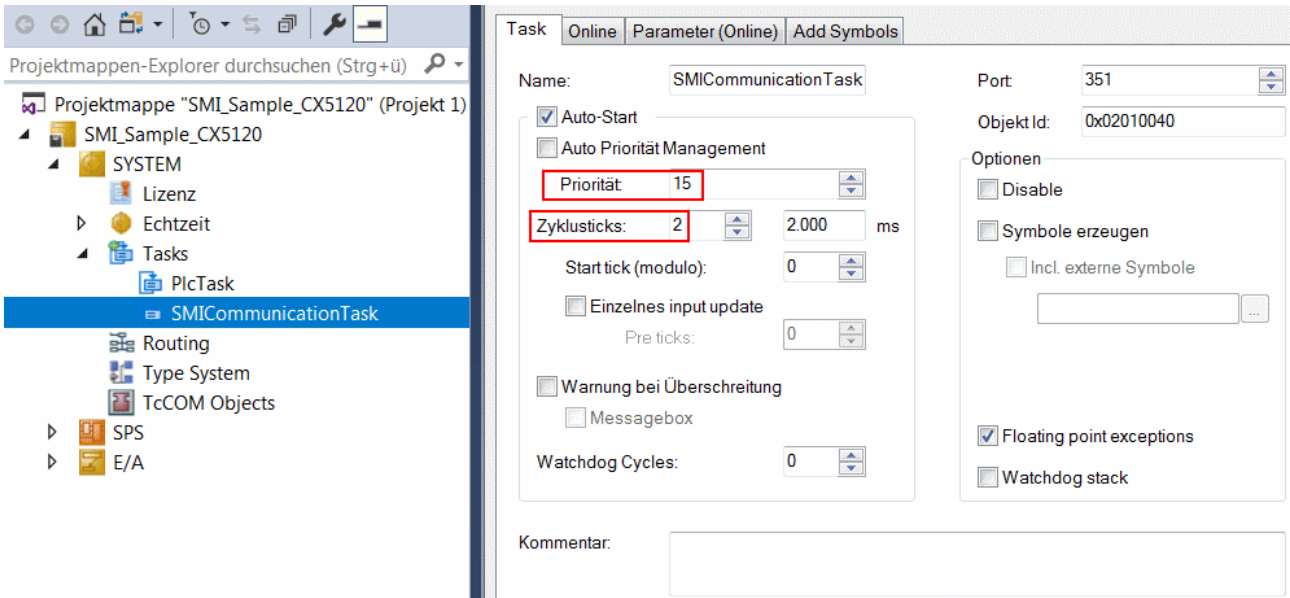 Projektmappen-Explorer durchsuchen (Strg+ü)
Projektmappe "SMI_Sample_CX5120" (Projekt 1)
SMI_Sample_CX5120
SYSTEM
Lizenz
Echtzeit
Tasks
PlcTask
SMICommunicationTask
Routing
Type System
TcCOM Objects
SPS
E/A
Task Online Parameter (Online) Add Symbols
Name: SMICommunicationTask
Auto-Start
Auto Priorität Management
Priorität: 15
Zyklusticks: 2 2.000 ms
Start tick (modulo): 0
Einzelnes input update
Pre ticks: 0
Warnung bei Überschreitung
Messagebox
Watchdog Cycles: 0
Kommentar:
Port: 351
Objekt Id: 0x02010040
Optionen
Disable
Symbole erzeugen
Incl. externe Symbole
...
Floating point exceptions
Watchdog stack